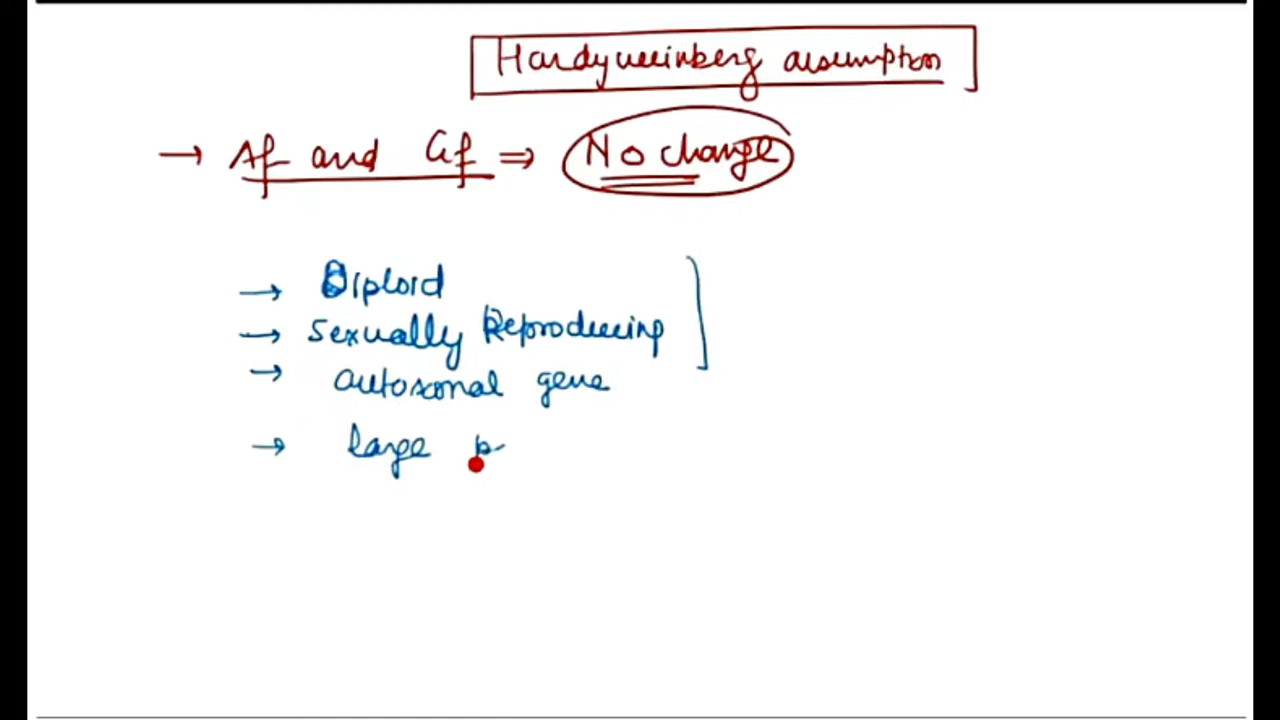 Hardyweinberg assumption
→ Af and Gf ⇒ No change
→ Diploid
→ Sexually Reproducing
→ autosomal gene
→ large p